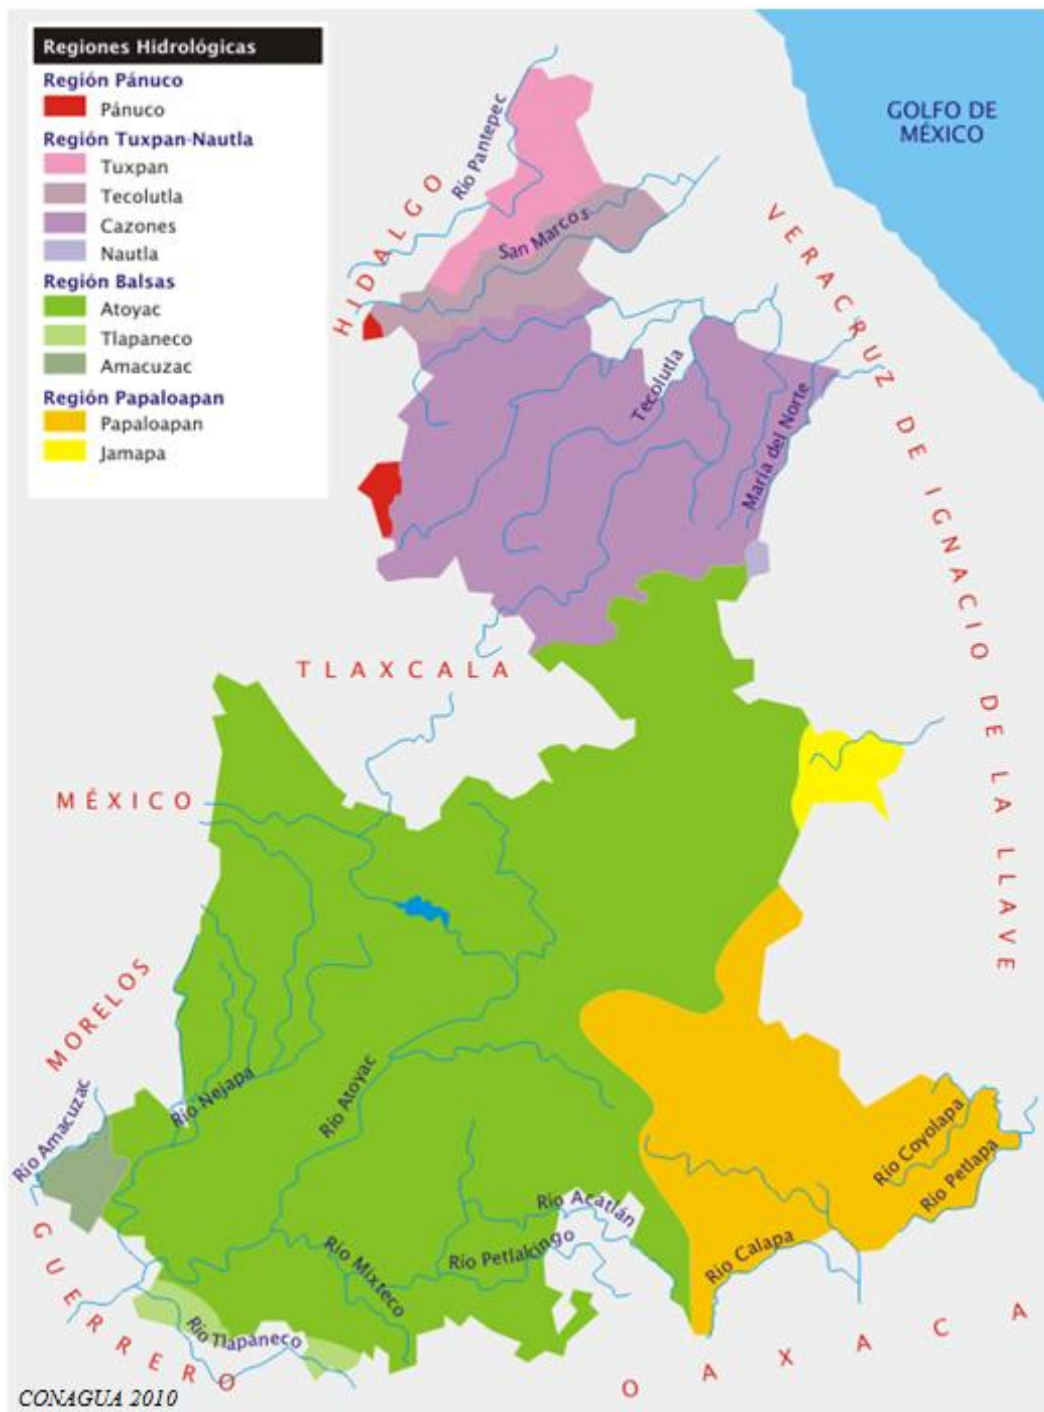 Regiones Hidrológicas
Región Pánuco
Pánuco
Región Tuxpan-Nautla
Tuxpan
Tecolutla
Cazones
Nautla
Región Balsas
Atoyac
Tlapaneco
Amacuzac
Región Papaloapan
Papaloapan
Jamapa
GOLFO DE
MÉXICO
HIDALGO
Río Pantepec
San Marcos
VERACRUZ DE IGNACIO DE LA LLAVE
Tecolutla
María del Norte
TLAXCALA
MÉXICO
MORELOS
Río Amacuzac
Río Nejapa
Río Atoyac
Río Coyolapa
Río Petlapa
Río Acatlán
Río Petlalcingo
Río Calapa
Río Mixteco
GUERRERO
Río Tlapaneco
OAXACA
CONAGUA 2010